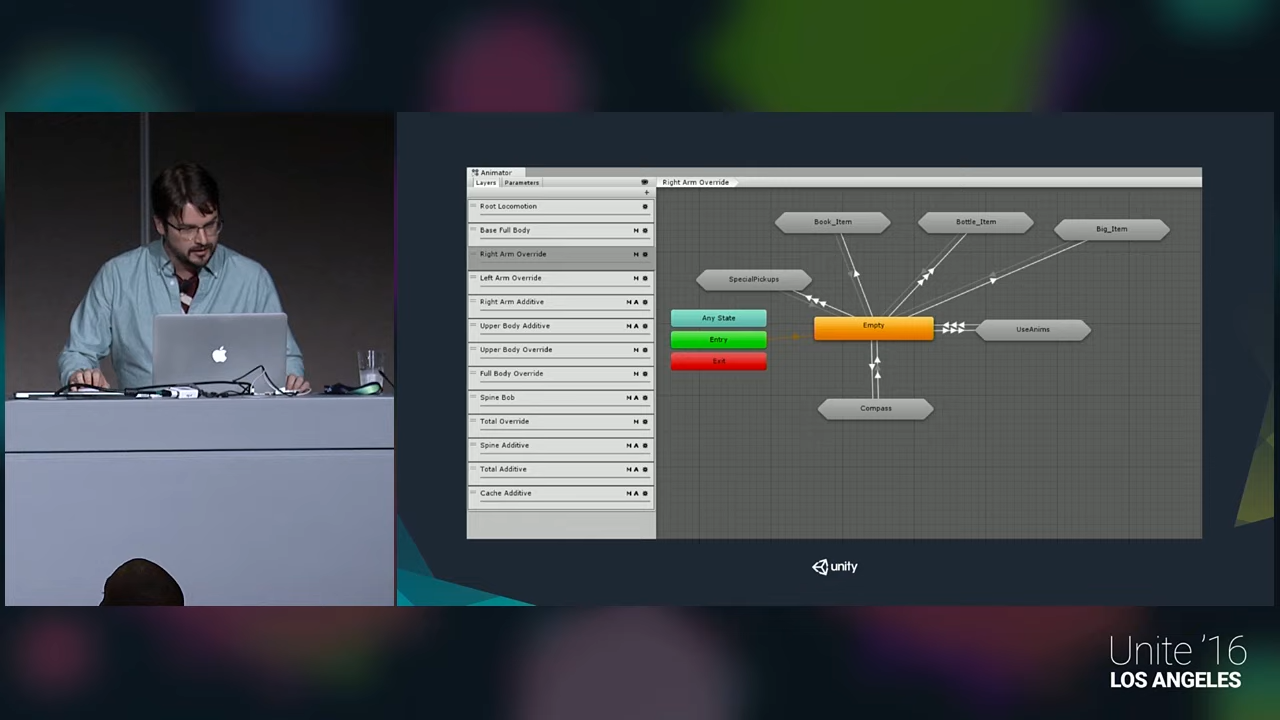 Animator
Layers Parameters
Right Arm Override
Root Locomotion
Base Full Body M
Right Arm Override M
Left Arm Override M
Right Arm Additive M A
Upper Body Additive M A
Upper Body Override M
Full Body Override M
Spine Bob M
Total Override M
Spine Additive M A
Total Additive M A
Cache Additive M A
Book_Item
Bottle_Item
Big_Item
SpecialPickups
Any State
Entry
Exit
Empty
UseAnims
Compass
unity
Unite '16
LOS ANGELES